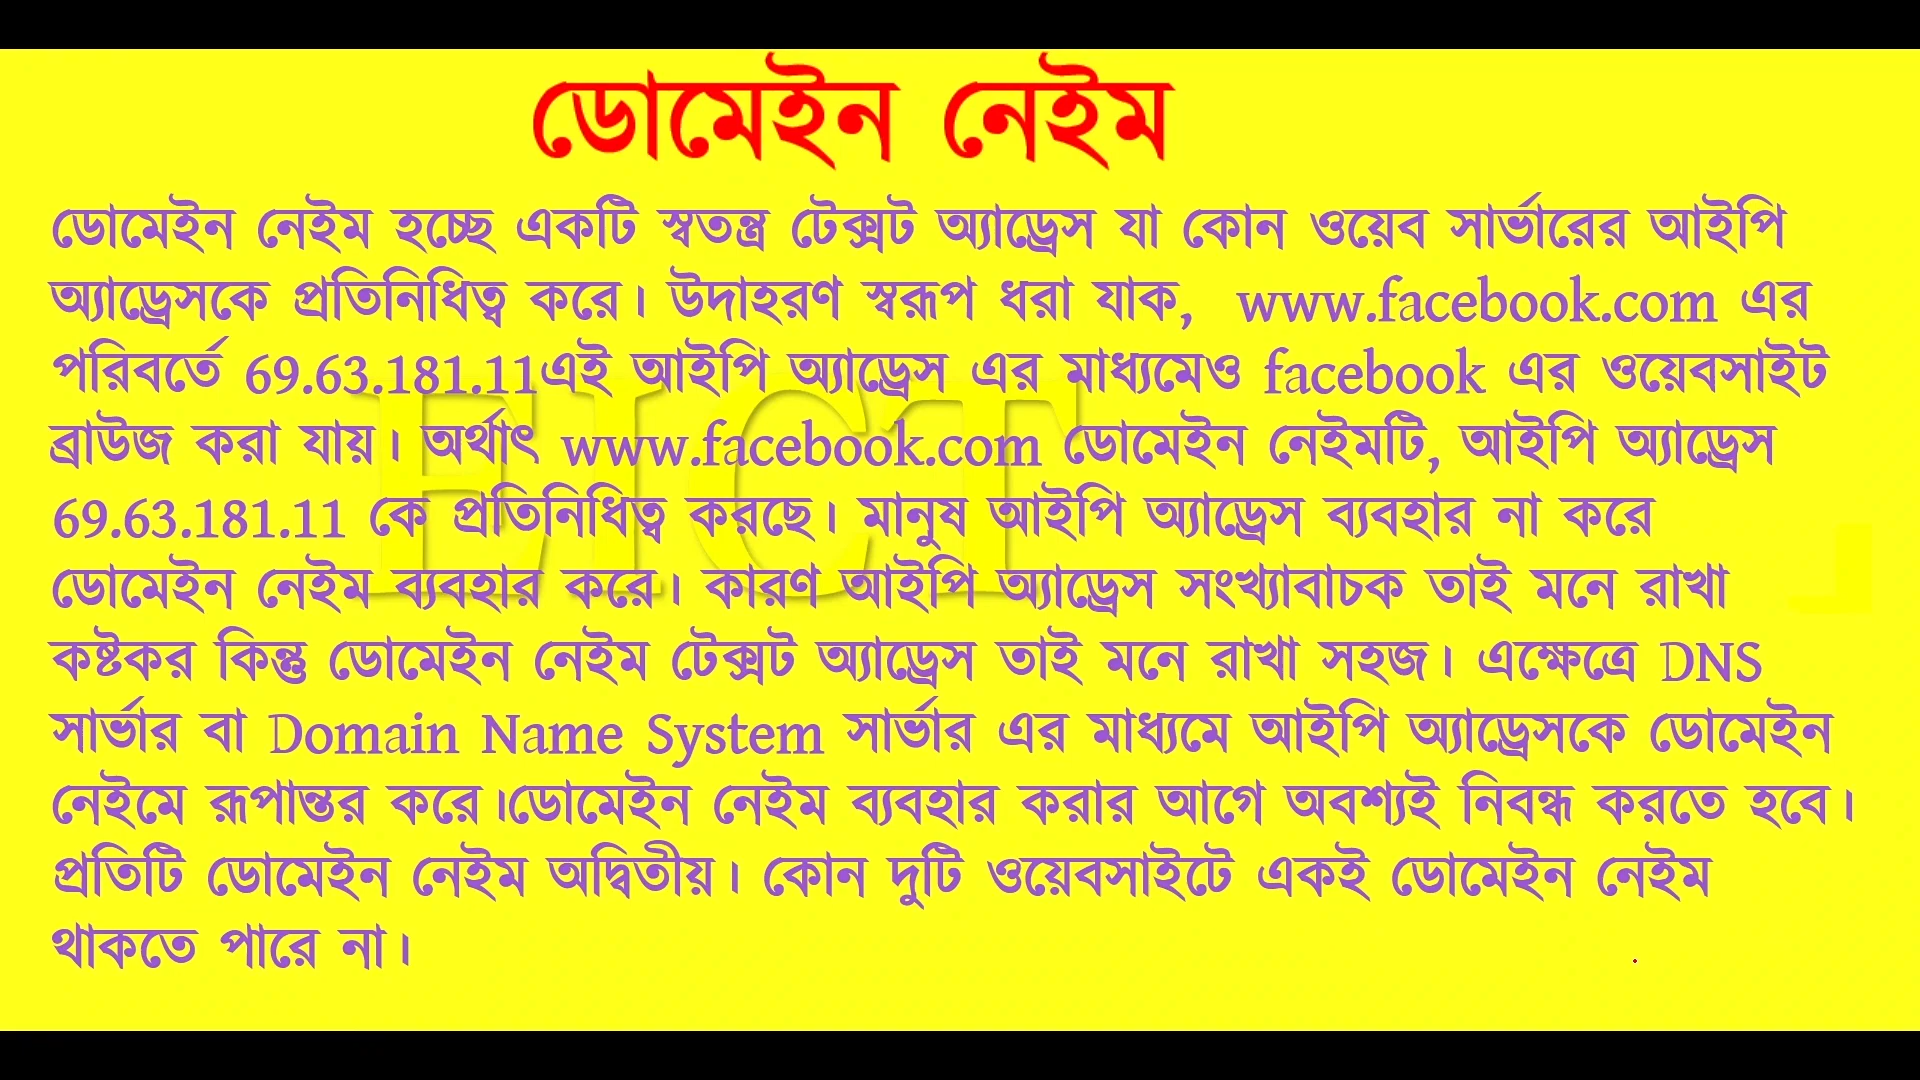 ডোমেইন নেইম
ডোমেইন নেইম হচ্ছে একটি স্বতন্ত্র টেক্সট অ্যাড্রেস যা কোন ওয়েব সার্ভারের আইপি
অ্যাড্রেসকে প্রতিনিধিত্ব করে। উদাহরণ স্বরূপ ধরা যাক, www.facebook.com এর
পরিবর্তে 69.63.181.11এই আইপি অ্যাড্রেস এর মাধ্যমেও facebook এর ওয়েবসাইট
ব্রাউজ করা যায়। অর্থাৎ www.facebook.com ডোমেইন নেইমটি, আইপি অ্যাড্রেস
69.63.181.11 কে প্রতিনিধিত্ব করছে। মানুষ আইপি অ্যাড্রেস ব্যবহার না করে
ডোমেইন নেইম ব্যবহার করে। কারণ আইপি অ্যাড্রেস সংখ্যাবাচক তাই মনে রাখা
কষ্টকর কিন্তু ডোমেইন নেইম টেক্সট অ্যাড্রেস তাই মনে রাখা সহজ। এক্ষেত্রে DNS
সার্ভার বা Domain Name System সার্ভার এর মাধ্যমে আইপি অ্যাড্রেসকে ডোমেইন
নেইমে রূপান্তর করে।ডোমেইন নেইম ব্যবহার করার আগে অবশ্যই নিবন্ধ করতে হবে।
প্রতিটি ডোমেইন নেইম অদ্বিতীয়। কোন দুটি ওয়েবসাইটে একই ডোমেইন নেইম
থাকতে পারে না।
EICT